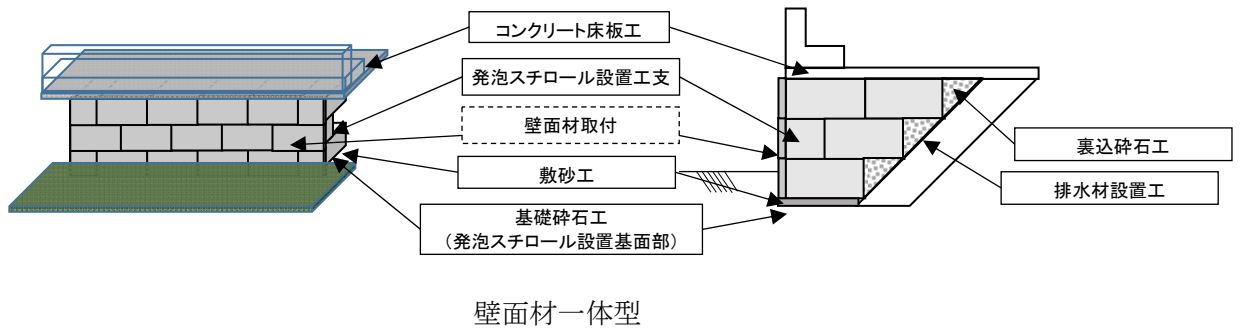 コンクリート床板工
発泡スチロール設置工支
壁面材取付
敷砂工
基礎砕石工
（発泡スチロール設置基面部）
裏込砕石工
排水材設置工
壁面材一体型